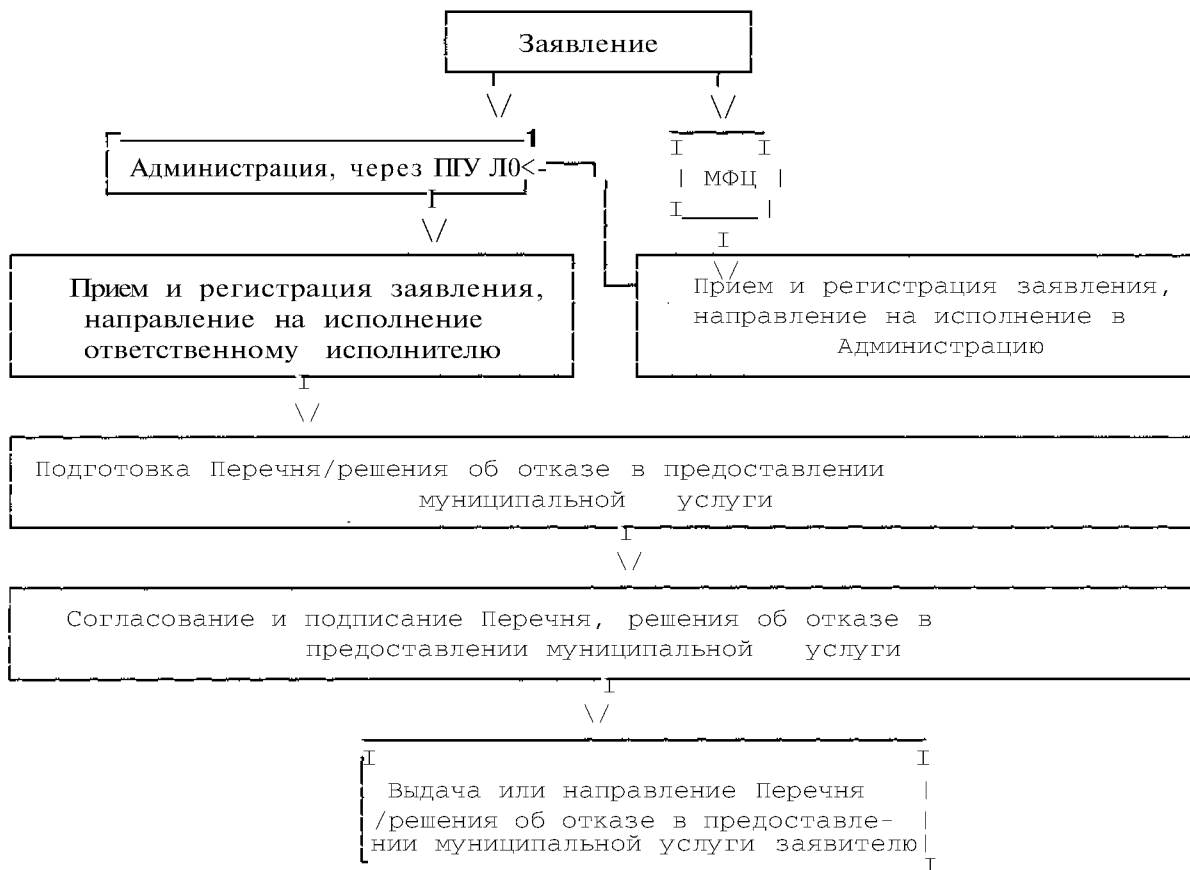 Заявление
Администрация, через ПГУ ЛО
МФЦ
Прием и регистрация заявления,
направление на исполнение
ответственному исполнителю
Прием и регистрация заявления,
направление на исполнение в
Администрацию
Подготовка Перечня/решения об отказе в предоставлении
муниципальной услуги
Согласование и подписание Перечня, решения об отказе в
предоставлении муниципальной услуги
Выдача или направление Перечня
/решения об отказе в предоставле-
нии муниципальной услуги заявителю